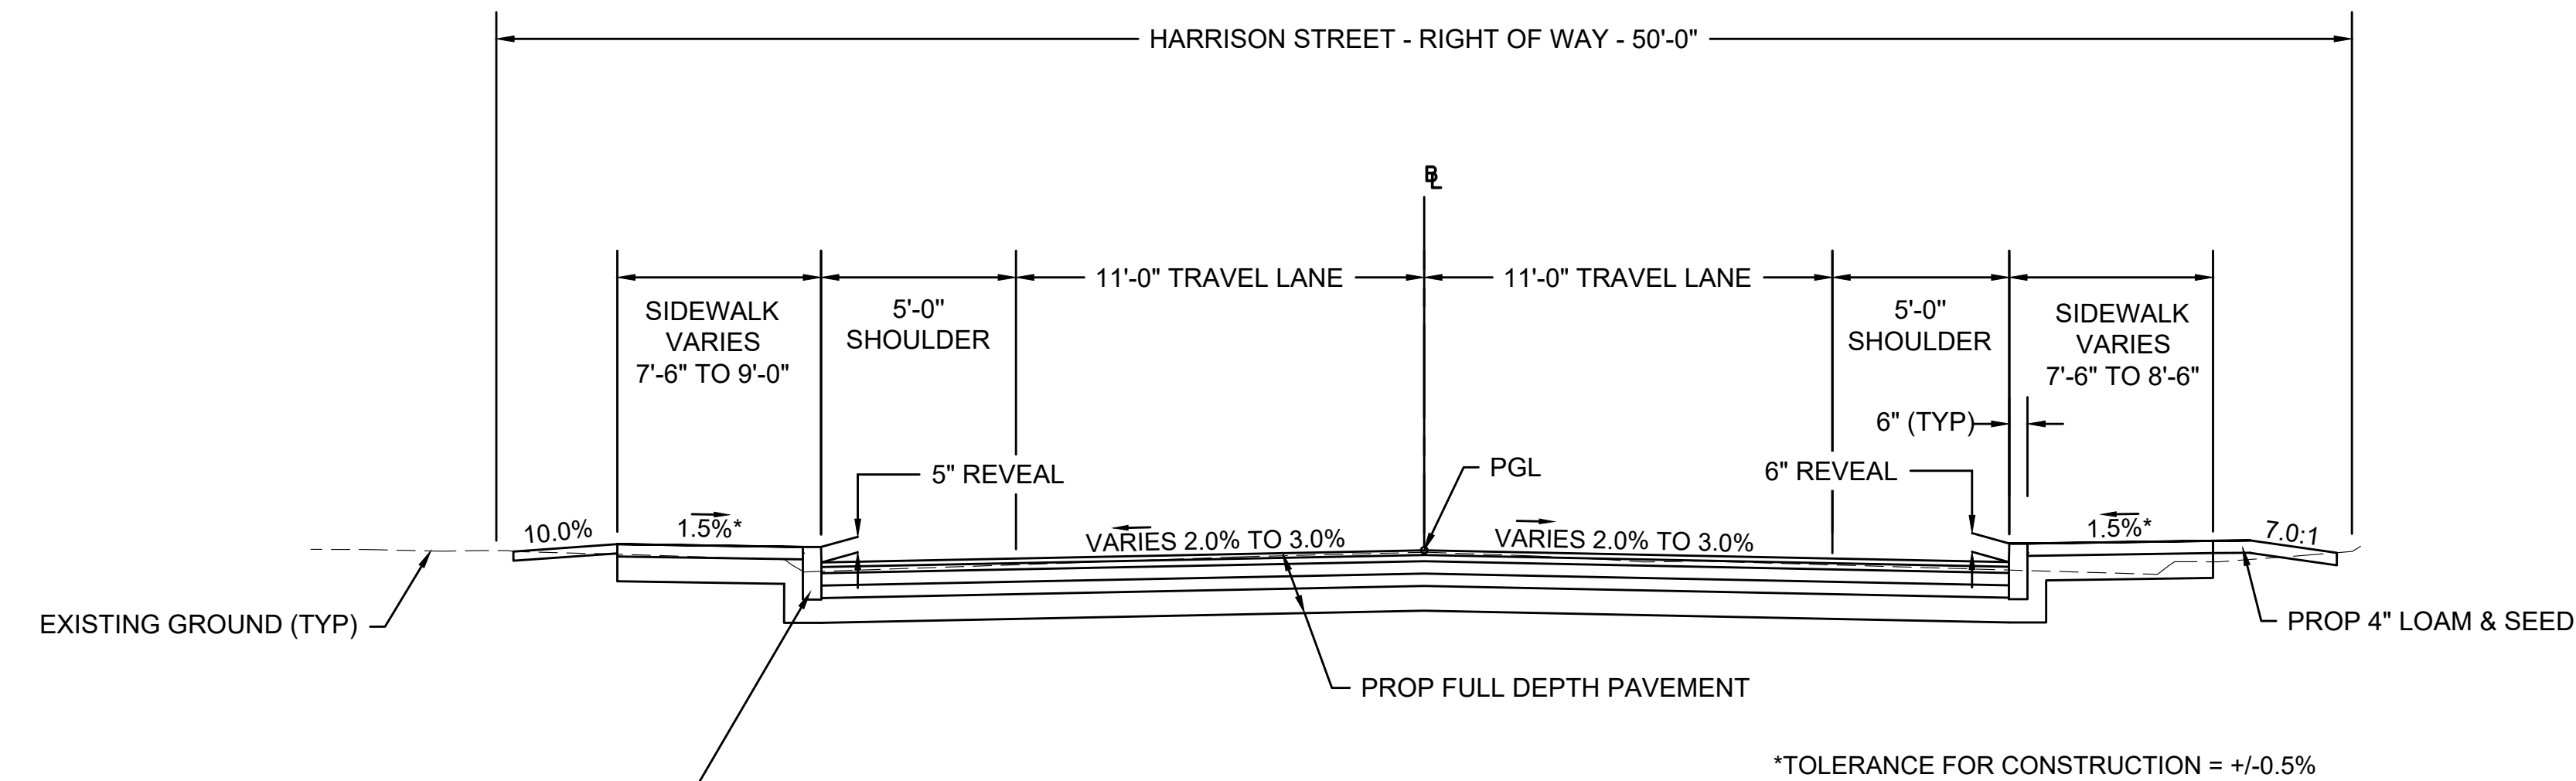 HARRISON STREET - RIGHT OF WAY - 50'-0"
BL
11'-0" TRAVEL LANE
11'-0" TRAVEL LANE
SIDEWALK
VARIES
7'-6" TO 9'-0"
5'-0"
SHOULDER
5'-0"
SHOULDER
SIDEWALK
VARIES
7'-6" TO 8'-6"
6" (TYP)
5" REVEAL
PGL
6" REVEAL
10.0%
1.5%*
VARIES 2.0% TO 3.0%
VARIES 2.0% TO 3.0%
1.5%*
7.0:1
EXISTING GROUND (TYP)
PROP 4" LOAM & SEED
PROP FULL DEPTH PAVEMENT
*TOLERANCE FOR CONSTRUCTION = +/-0.5%